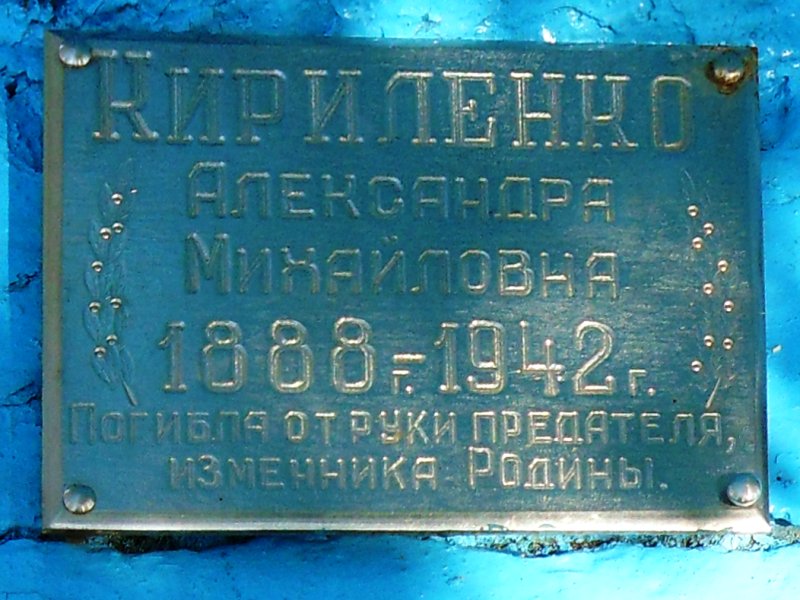 Кириленко
Александра
Михайловна
1888г.-1942г.
Погибла от руки предателя,
изменника Родины.